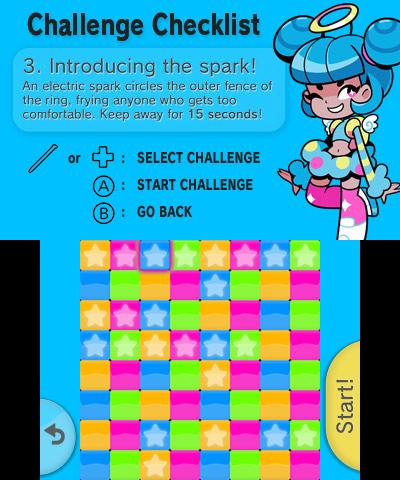 Challenge Checklist
3. Introducing the spark!
An electric spark circles the outer fence of
the ring, frying anyone who gets too
comfortable. Keep away for 15 seconds!
or : SELECT CHALLENGE
A : START CHALLENGE
B : GO BACK
Start!